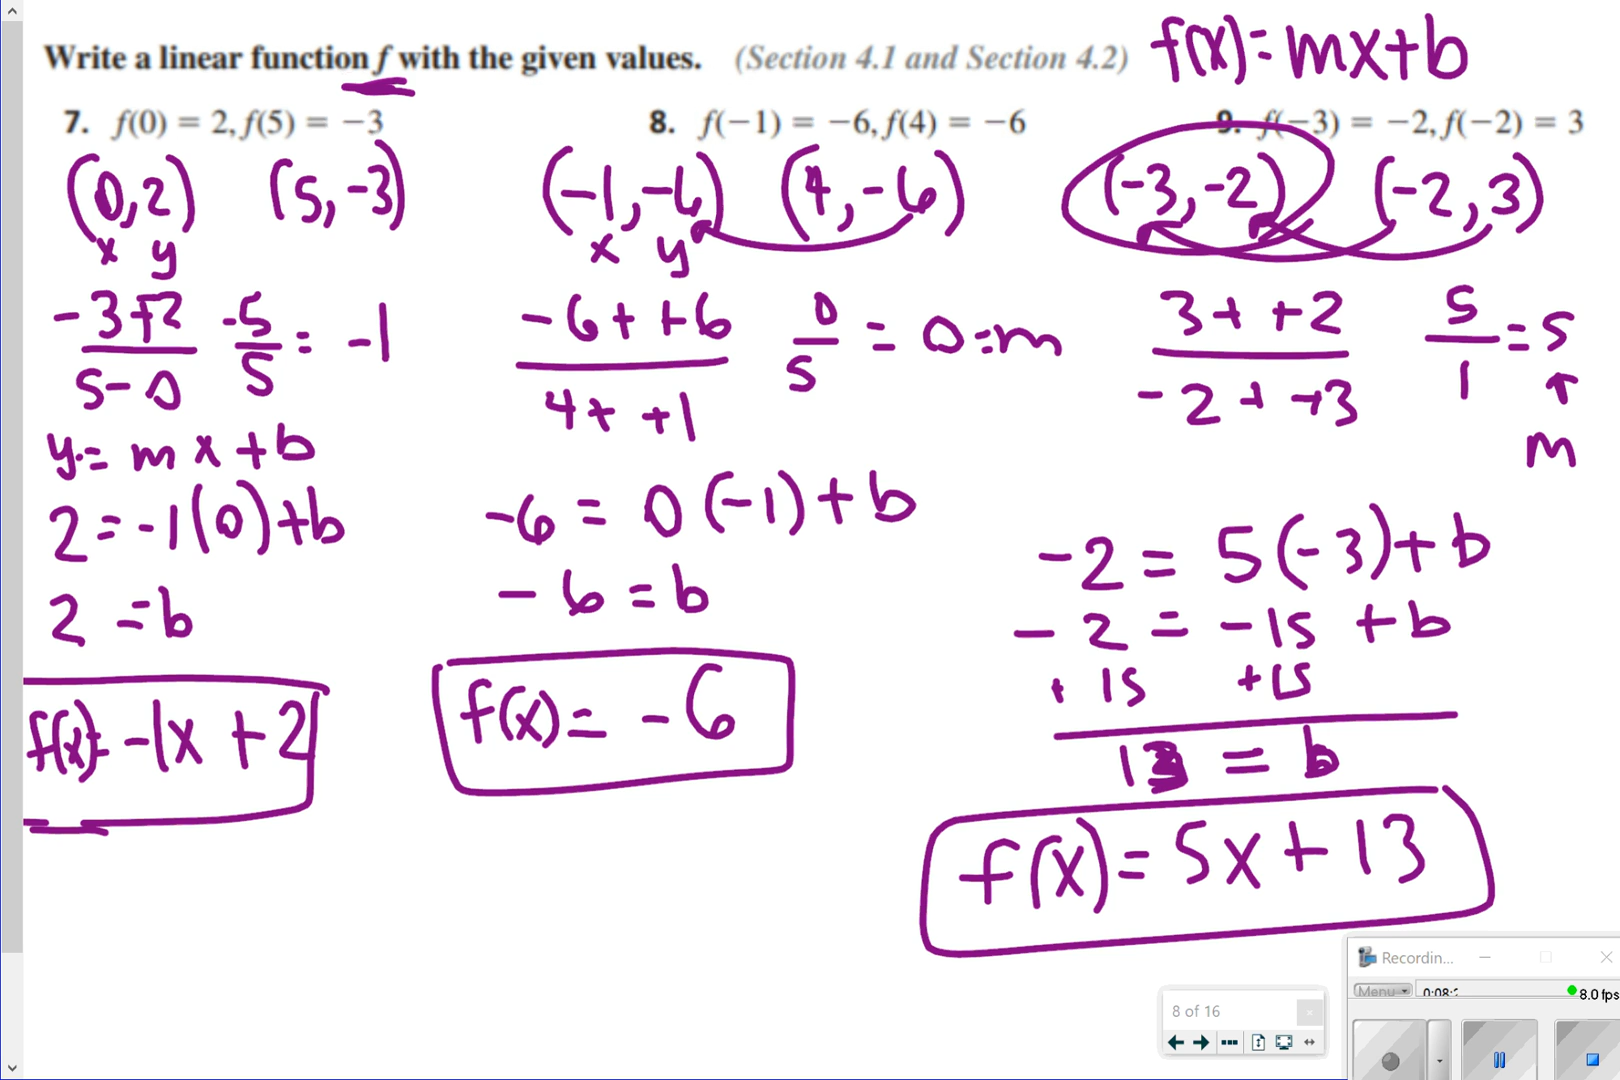 Write a linear function f with the given values. (Section 4.1 and Section 4.2) f(x)=mx+b
7. f(0) = 2, f(5) = −3
(0,2) (5,-3)
x y
-3+-2 -5 = -1
5-0 5
y = mx+b
2=-1(0)+b
2 =b
f(x)= -1x +2
8. f(−1) = −6, f(4) = −6
(-1,-6) (4,-6)
x y
-6+ +6 0 = 0=m
4+ +1 5
-6 = 0(-1)+b
-6=b
f(x)= -6
9. f(−3) = −2, f(−2) = 3
(-3,-2) (-2,3)
3+ +2 5 =5
-2+ +3 1
m
-2 = 5(-3)+b
-2 = -15 +b
+15 +15
13 = b
f(x)=5x+13
Recordin...
Menu 0:08: 8.0 fps
8 of 16